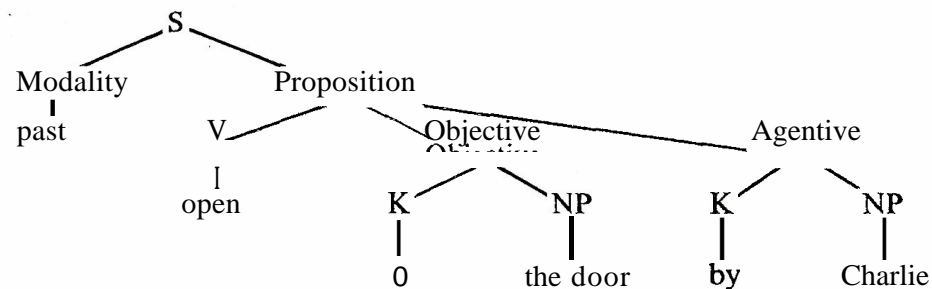 S
Modality Proposition
past V Objective Agentive
open K NP K NP
0 the door by Charlie